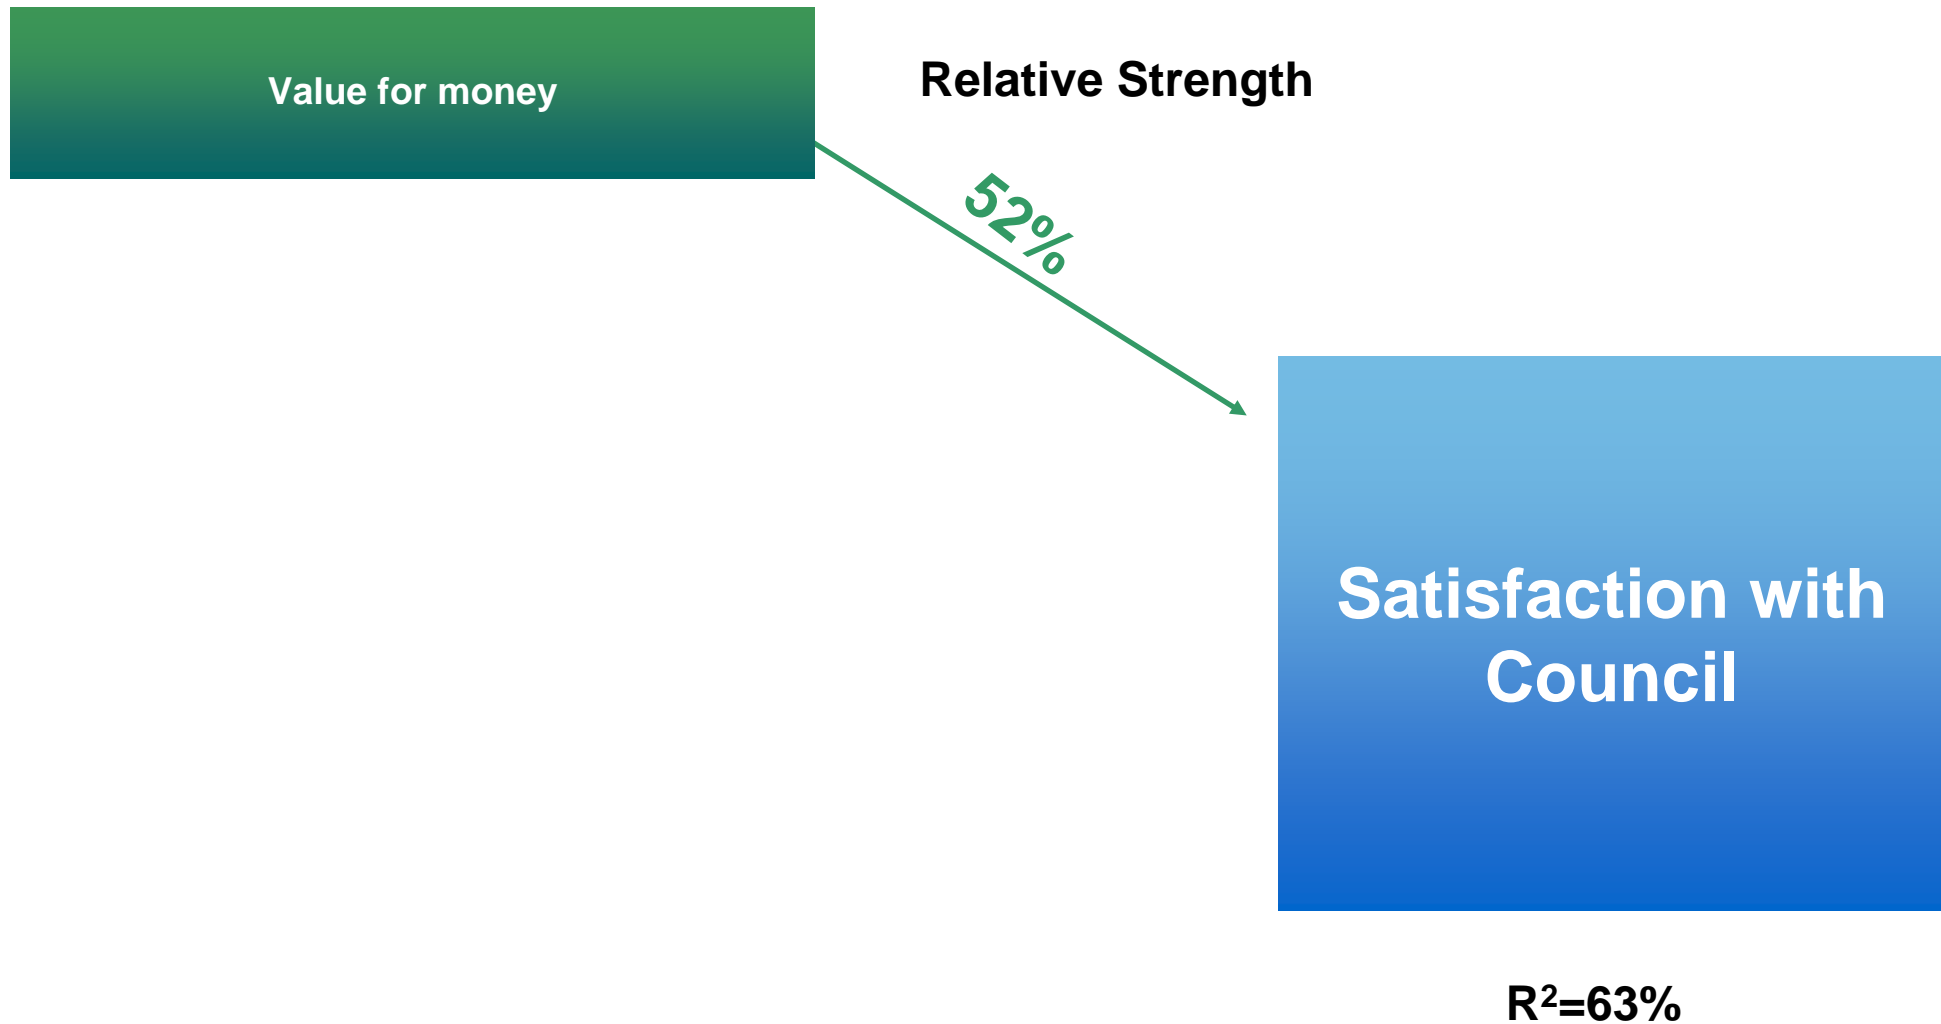 Value for money
Relative Strength
52%
Satisfaction with
Council
R²=63%